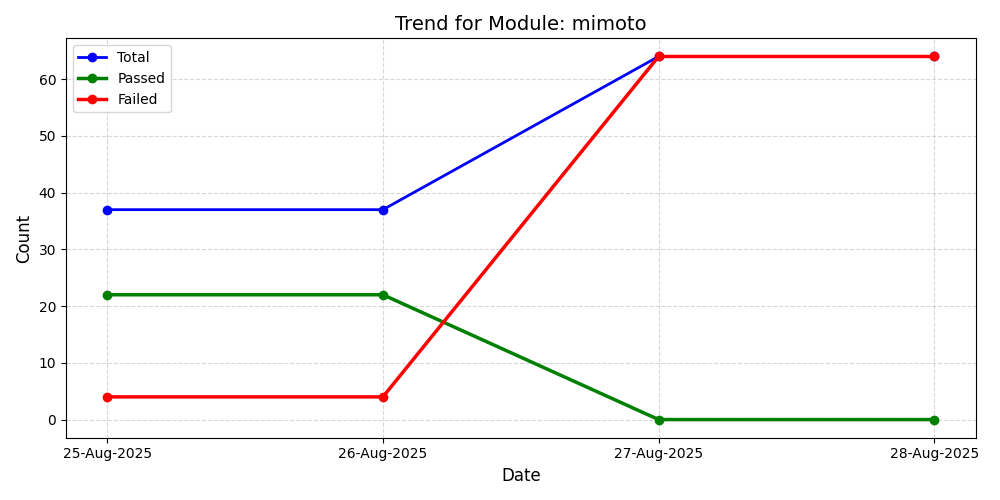 Trend for Module: mimoto
Total
Passed
Failed
Count
60
50
40
30
20
10
0
25-Aug-2025
26-Aug-2025
27-Aug-2025
28-Aug-2025
Date